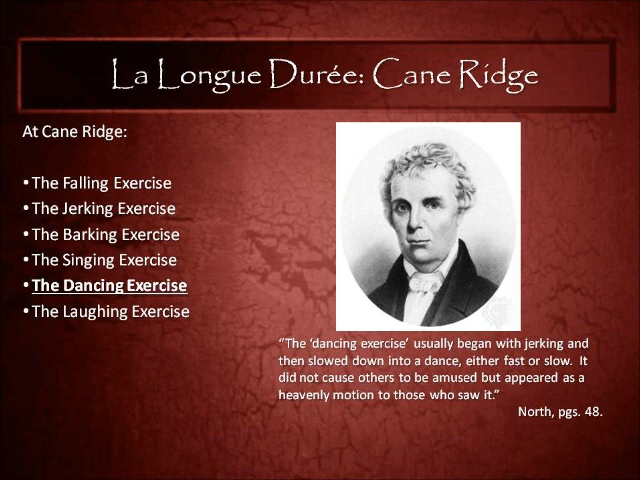 La Longue Durée: Cane Ridge
At Cane Ridge:
• The Falling Exercise
• The Jerking Exercise
• The Barking Exercise
• The Singing Exercise
• The Dancing Exercise
• The Laughing Exercise
“The ‘dancing exercise’ usually began with jerking and
then slowed down into a dance, either fast or slow. It
did not cause others to be amused but appeared as a
heavenly motion to those who saw it.”
North, pgs. 48.